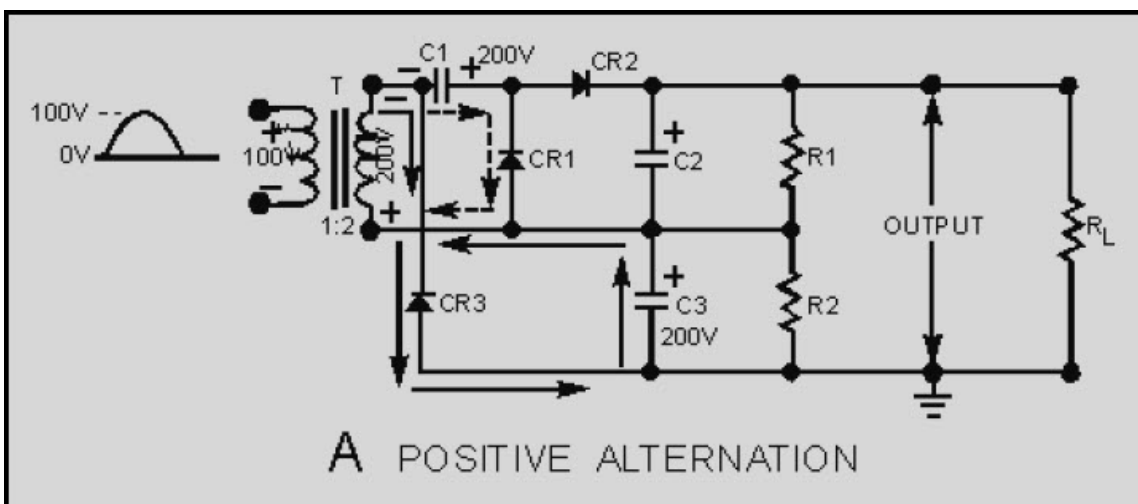 C1
200V
CR2
T
100V
0V
+
100V
−
−
−
+
200V
+
1:2
CR1
+
C2
R1
OUTPUT
RL
CR3
+
C3
200V
R2
A POSITIVE ALTERNATION